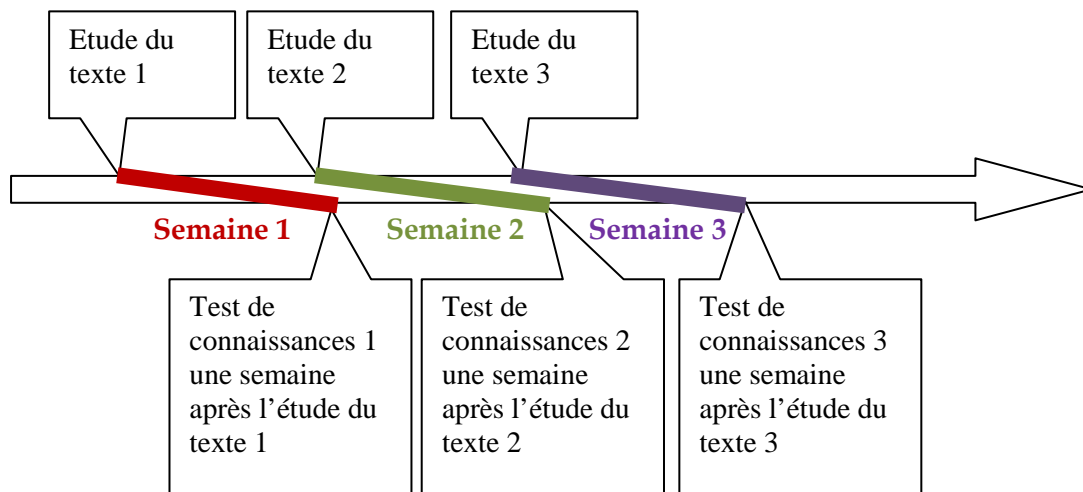 Etude du
texte 1
Etude du
texte 2
Etude du
texte 3
Semaine 1
Semaine 2
Semaine 3
Test de
connaissances 1
une semaine
après l’étude du
texte 1
Test de
connaissances 2
une semaine
après l’étude du
texte 2
Test de
connaissances 3
une semaine
après l’étude du
texte 3